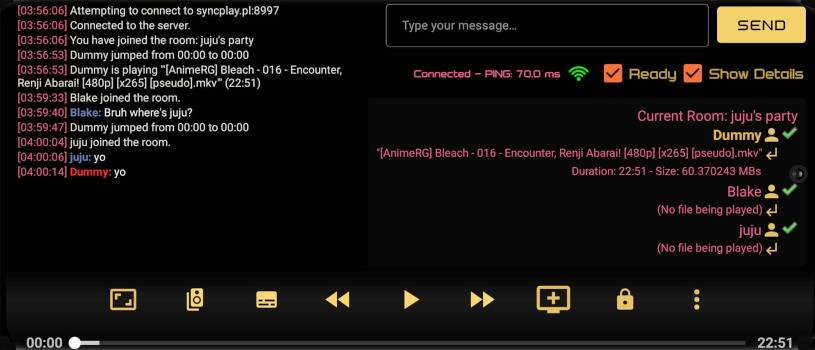 [03:56:06] Attempting to connect to syncplay.pl:8997
[03:56:06] Connected to the server.
[03:56:06] You have joined the room: juju's party
[03:56:53] Dummy jumped from 00:00 to 00:00
[03:56:53] Dummy is playing "'[AnimeRG] Bleach - 016 - Encounter,
Renji Abarai! [480p] [x265] [pseudo].mkv'" (22:51)
[03:59:33] Blake joined the room.
[03:59:40] Blake: Bruh where's juju?
[03:59:47] Dummy jumped from 00:00 to 00:00
[04:00:04] juju joined the room.
[04:00:06] juju: yo
[04:00:14] Dummy: yo
Type your message…
SEND
Connected - PING: 70.0 ms
Ready
Show Details
Current Room: juju's party
Dummy
"[AnimeRG] Bleach - 016 - Encounter, Renji Abarai! [480p] [x265] [pseudo].mkv"
Duration: 22:51 - Size: 60.370243 MBs
Blake
(No file being played)
juju
(No file being played)
00:00
22:51